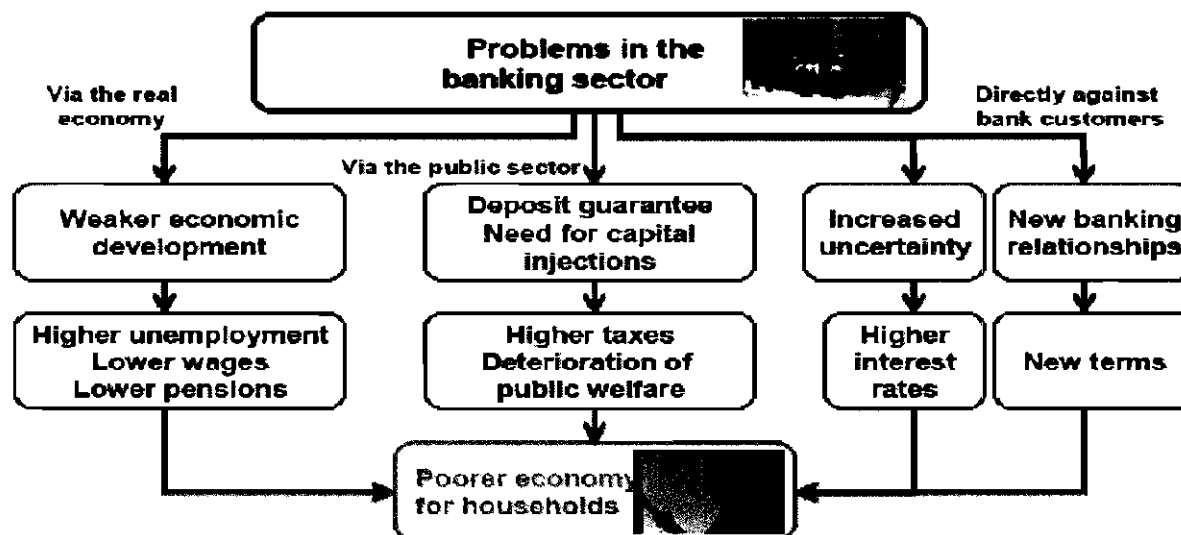 Problems in the
banking sector
Via the real
economy
Directly against
bank customers
Via the public sector
Weaker economic
development
Deposit guarantee
Need for capital
injections
Increased
uncertainty
New banking
relationships
Higher unemployment
Lower wages
Lower pensions
Higher taxes
Deterioration of
public welfare
Higher
interest
rates
New terms
Poorer economy
for households